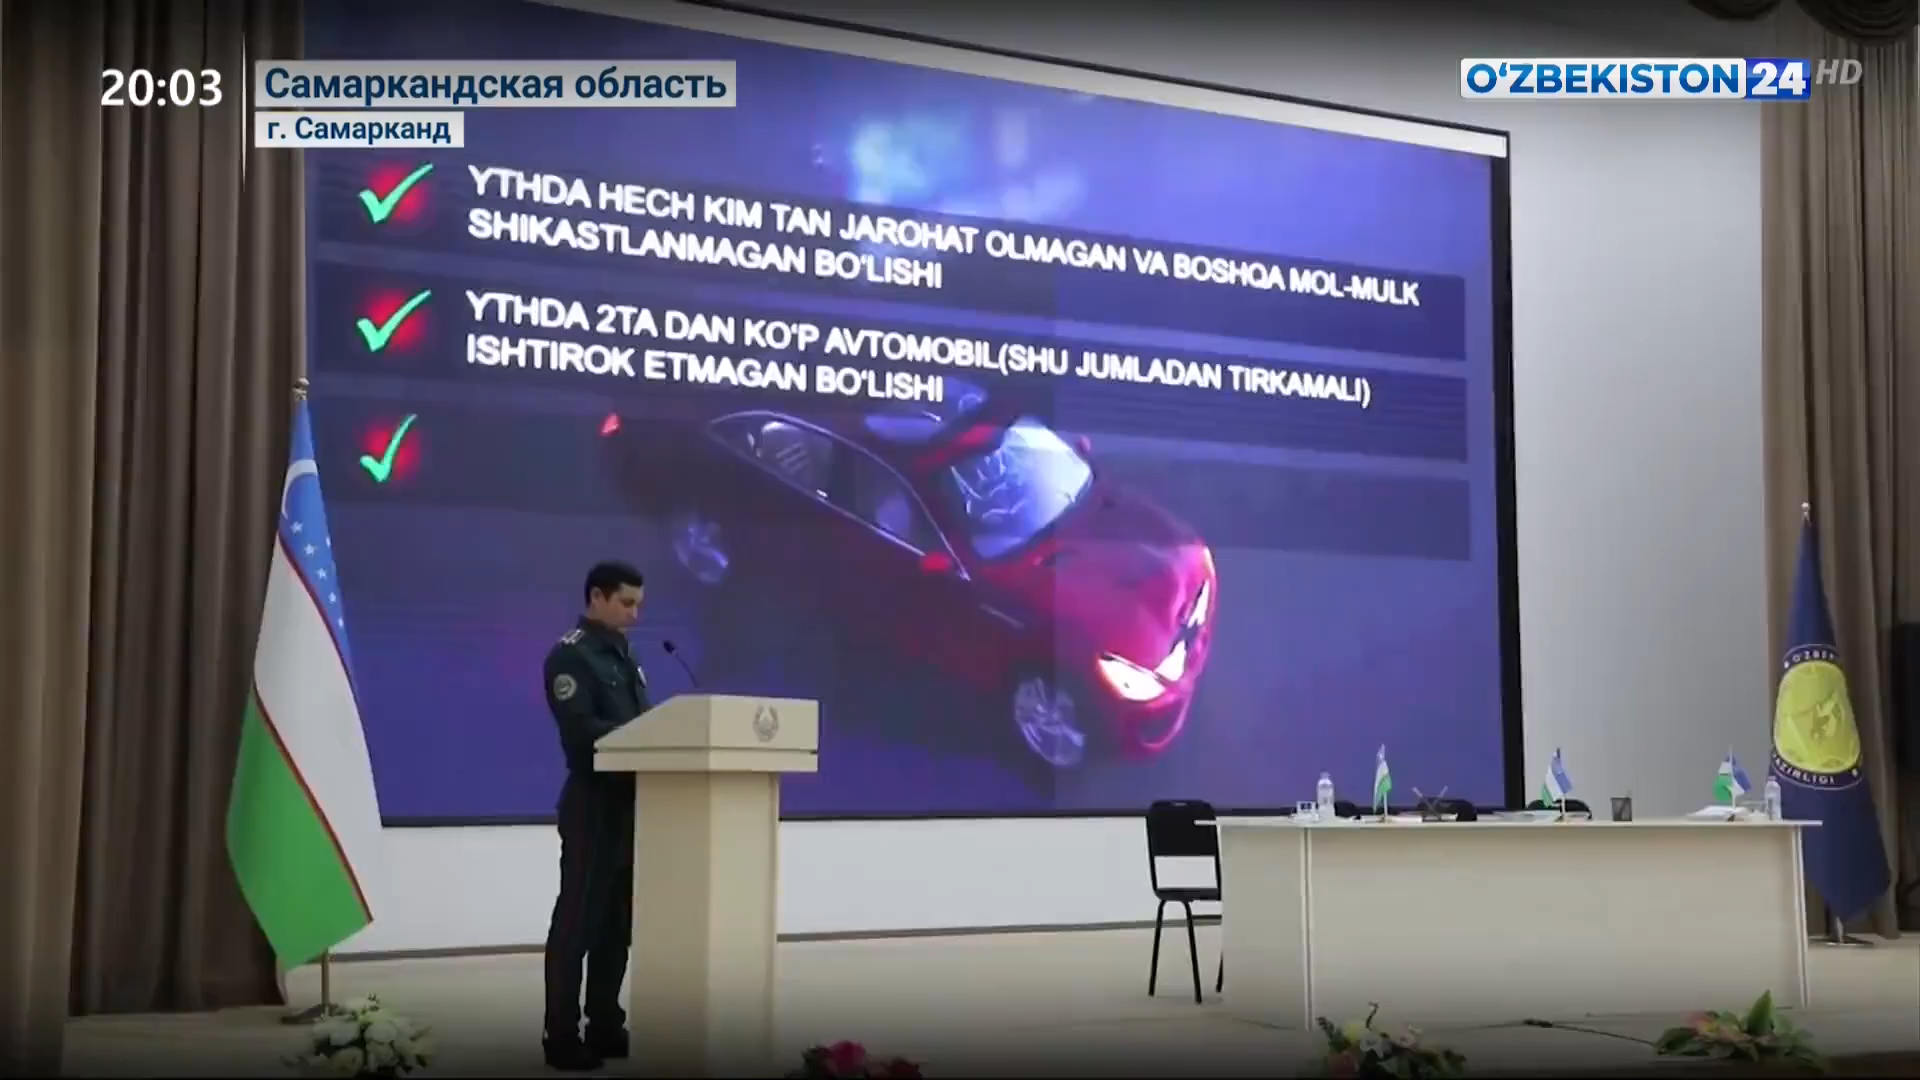 20:03
Самаркандская область
г. Самарканд
O‘ZBEKISTON 24 HD
YTHDA HECH KIM TAN JAROHAT OLMAGAN VA BOSHQA MOL-MULK
SHIKASTLANMAGAN BO‘LISHI
YTHDA 2TA DAN KO‘P AVTOMOBIL(SHU JUMLADAN TIRKAMALI)
ISHTIROK ETMAGAN BO‘LISHI